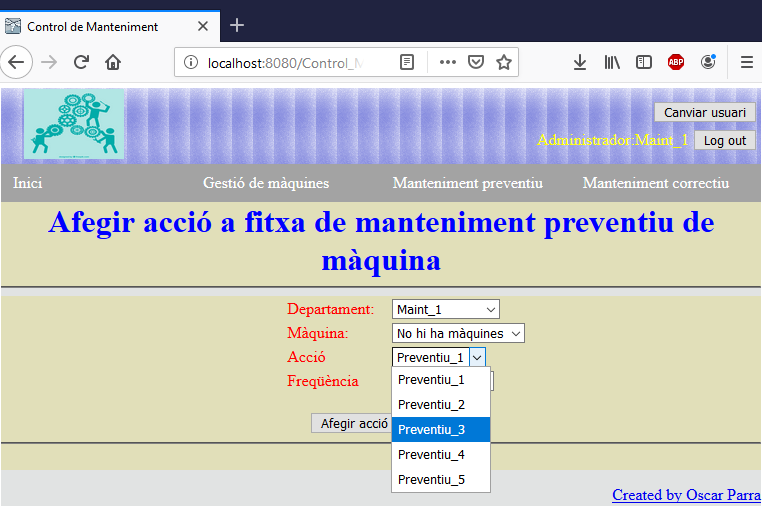 Control de Manteniment
localhost:8080/Control_M
ABP
Canviar usuari
Administrador:Maint_1 Log out
Inici Gestió de màquines Manteniment preventiu Manteniment correctiu
Afegir acció a fitxa de manteniment preventiu de
màquina
Departament: Maint_1
Màquina: No hi ha màquines
Acció Preventiu_1
Freqüència
Preventiu_1
Preventiu_2
Preventiu_3
Preventiu_4
Preventiu_5
Afegir acció
Created by Oscar Parra